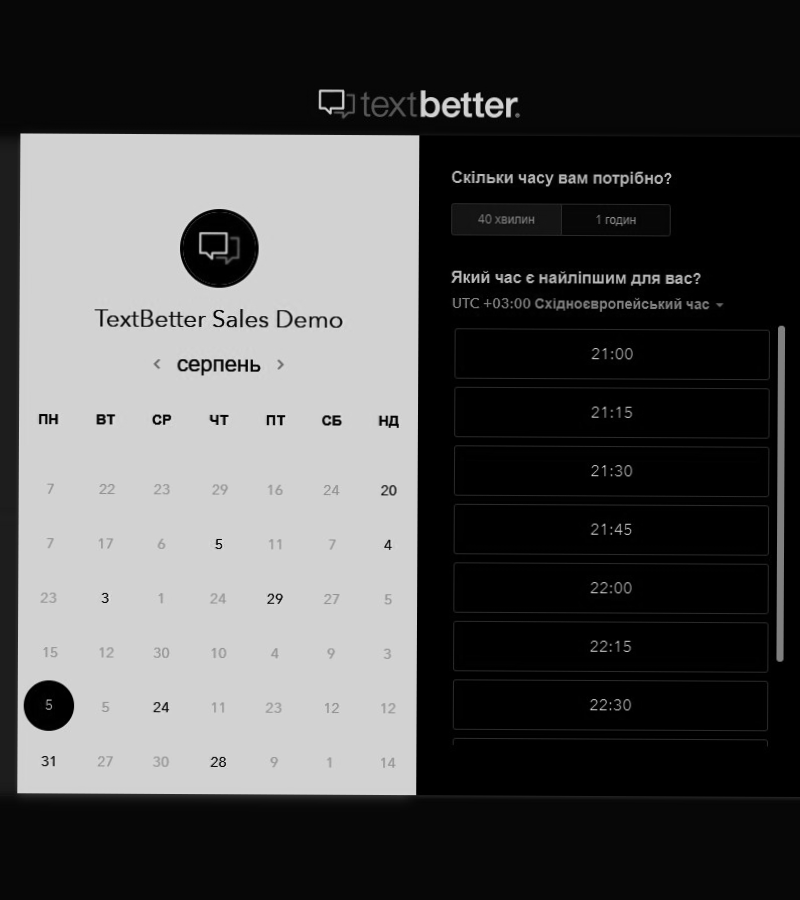 textbetter.
TextBetter Sales Demo
серпень
ПН ВТ СР ЧТ ПТ СБ НД
7 22 23 29 16 24 20
7 17 6 5 11 7 4
23 3 1 24 29 27 5
15 12 30 10 4 9 3
5 5 24 11 23 12 12
31 27 30 28 9 1 14
Скільки часу вам потрібно?
40 хвилин 1 годин
Який час є найліпшим для вас?
UTC +03:00 Східноєвропейський час
21:00
21:15
21:30
21:45
22:00
22:15
22:30